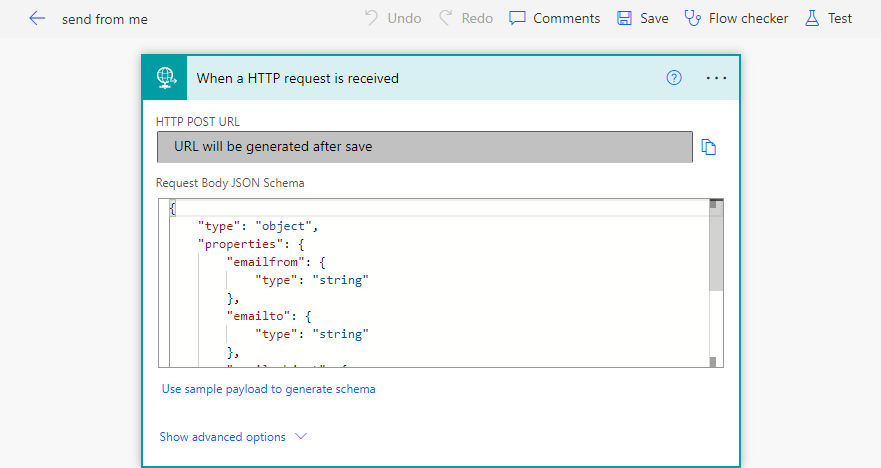 send from me
Undo
Redo
Comments
Save
Flow checker
Test
When a HTTP request is received
HTTP POST URL
URL will be generated after save
Request Body JSON Schema
{
"type": "object",
"properties": {
"emailfrom": {
"type": "string"
},
"emailto": {
"type": "string"
},
Use sample payload to generate schema
Show advanced options